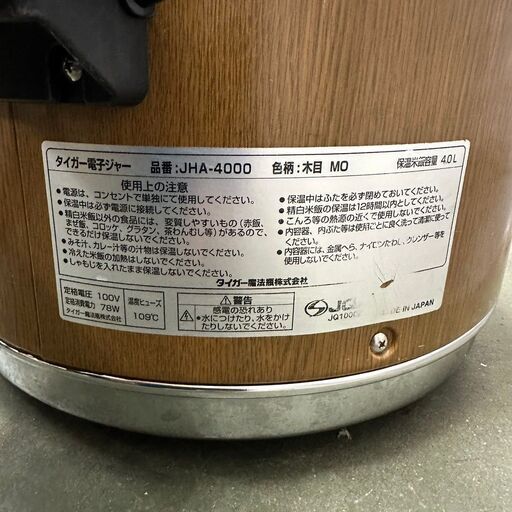 タイガー電子ジャー 品番:JHA-4000 色柄:木目 MO 保温米飯容量 4.0L
使用上の注意
•電源は、コンセントで単独にて使用してください。
•保温中は必ず電源に接続してください。
•精白米飯以外の食品には、変質しやすいもの(赤飯、
まぜ飯、コロッケ、グラタン、茶わんむし等)があるので、
できるだけ保温しないでください。
•みそ汁、カレー汁等の汁物は保温しないでください。
•冷えた米飯の加熱はしないでください。
•しゃもじを入れたまま保温しないでください。
•保温中はふたを必ず閉めておいてください。
•精白米飯の保温は12時間以内としてください。
•こんろ等の熱源の近くで使用しないでください。
•内容器、内ぶた等は使用ごとに良く洗って清潔に使って
ください。
•内容器には、金属へら、ナイロンたわし、クレンザー等を
使用しないでください。
タイガー魔法瓶株式会社
定格電圧 100V
定格消費電力 78W
タイガー魔法瓶株式会社
温度ヒューズ
109℃
⚠警告
感電の恐れあり
•水につけたり、水をかけ
たりしないでください。
IN JAPAN